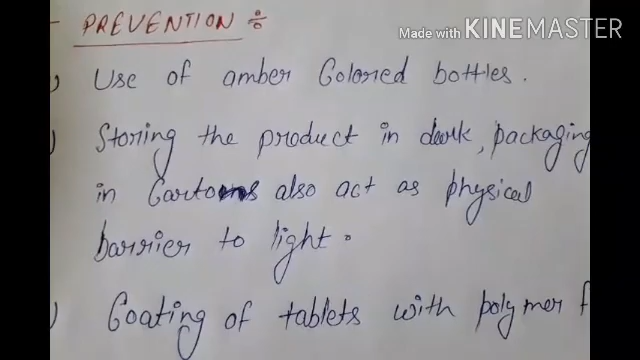 - PREVENTION ÷
Made with KINEMASTER
) Use of amber Colored bottles.
) Storing the product in dark, packaging
in Cartons also act as physical
barrier to light.
) Coating of tablets with polymer f